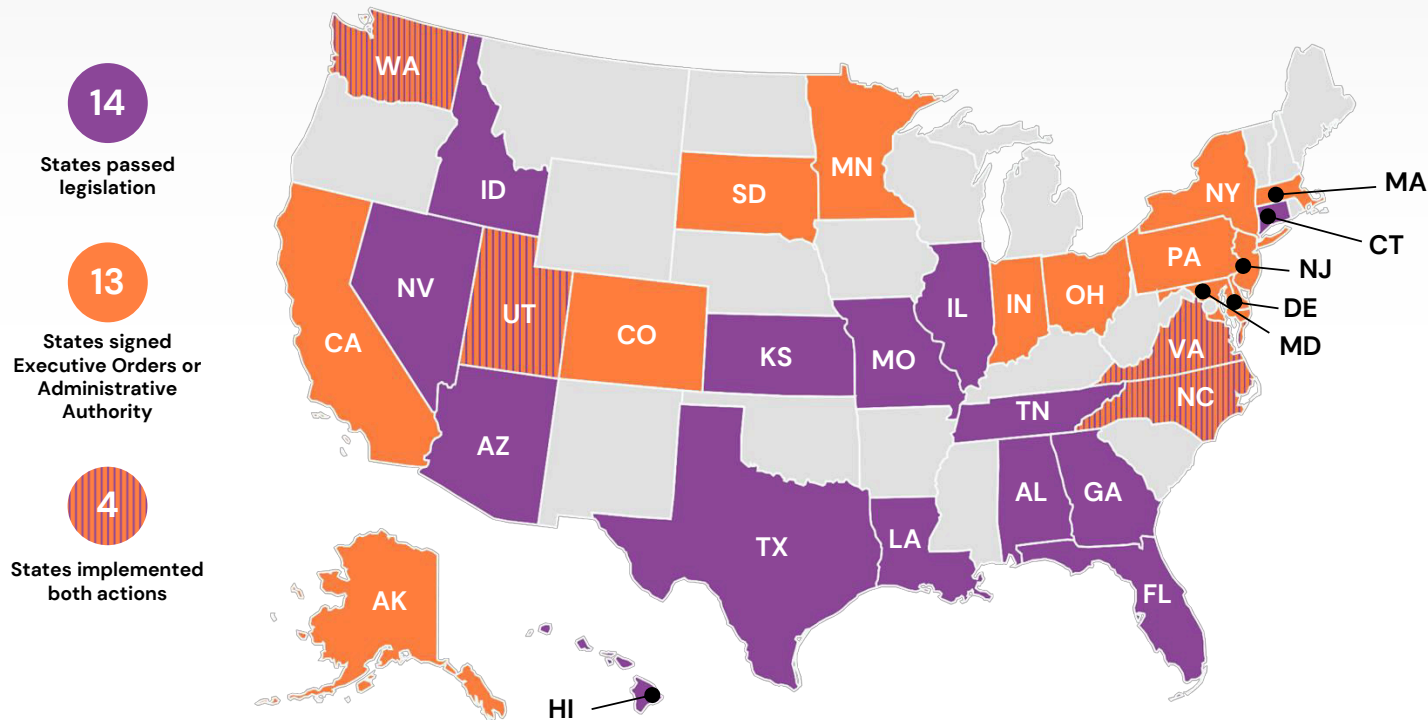 14
States passed
legislation
13
States signed
Executive Orders or
Administrative
Authority
4
States implemented
both actions
WA
MN
ID
SD
NY
MA
CT
PA
NJ
NV
IL
IN
OH
DE
UT
CO
MD
CA
KS
MO
VA
NC
TN
AZ
AL
GA
TX
LA
FL
AK
HI